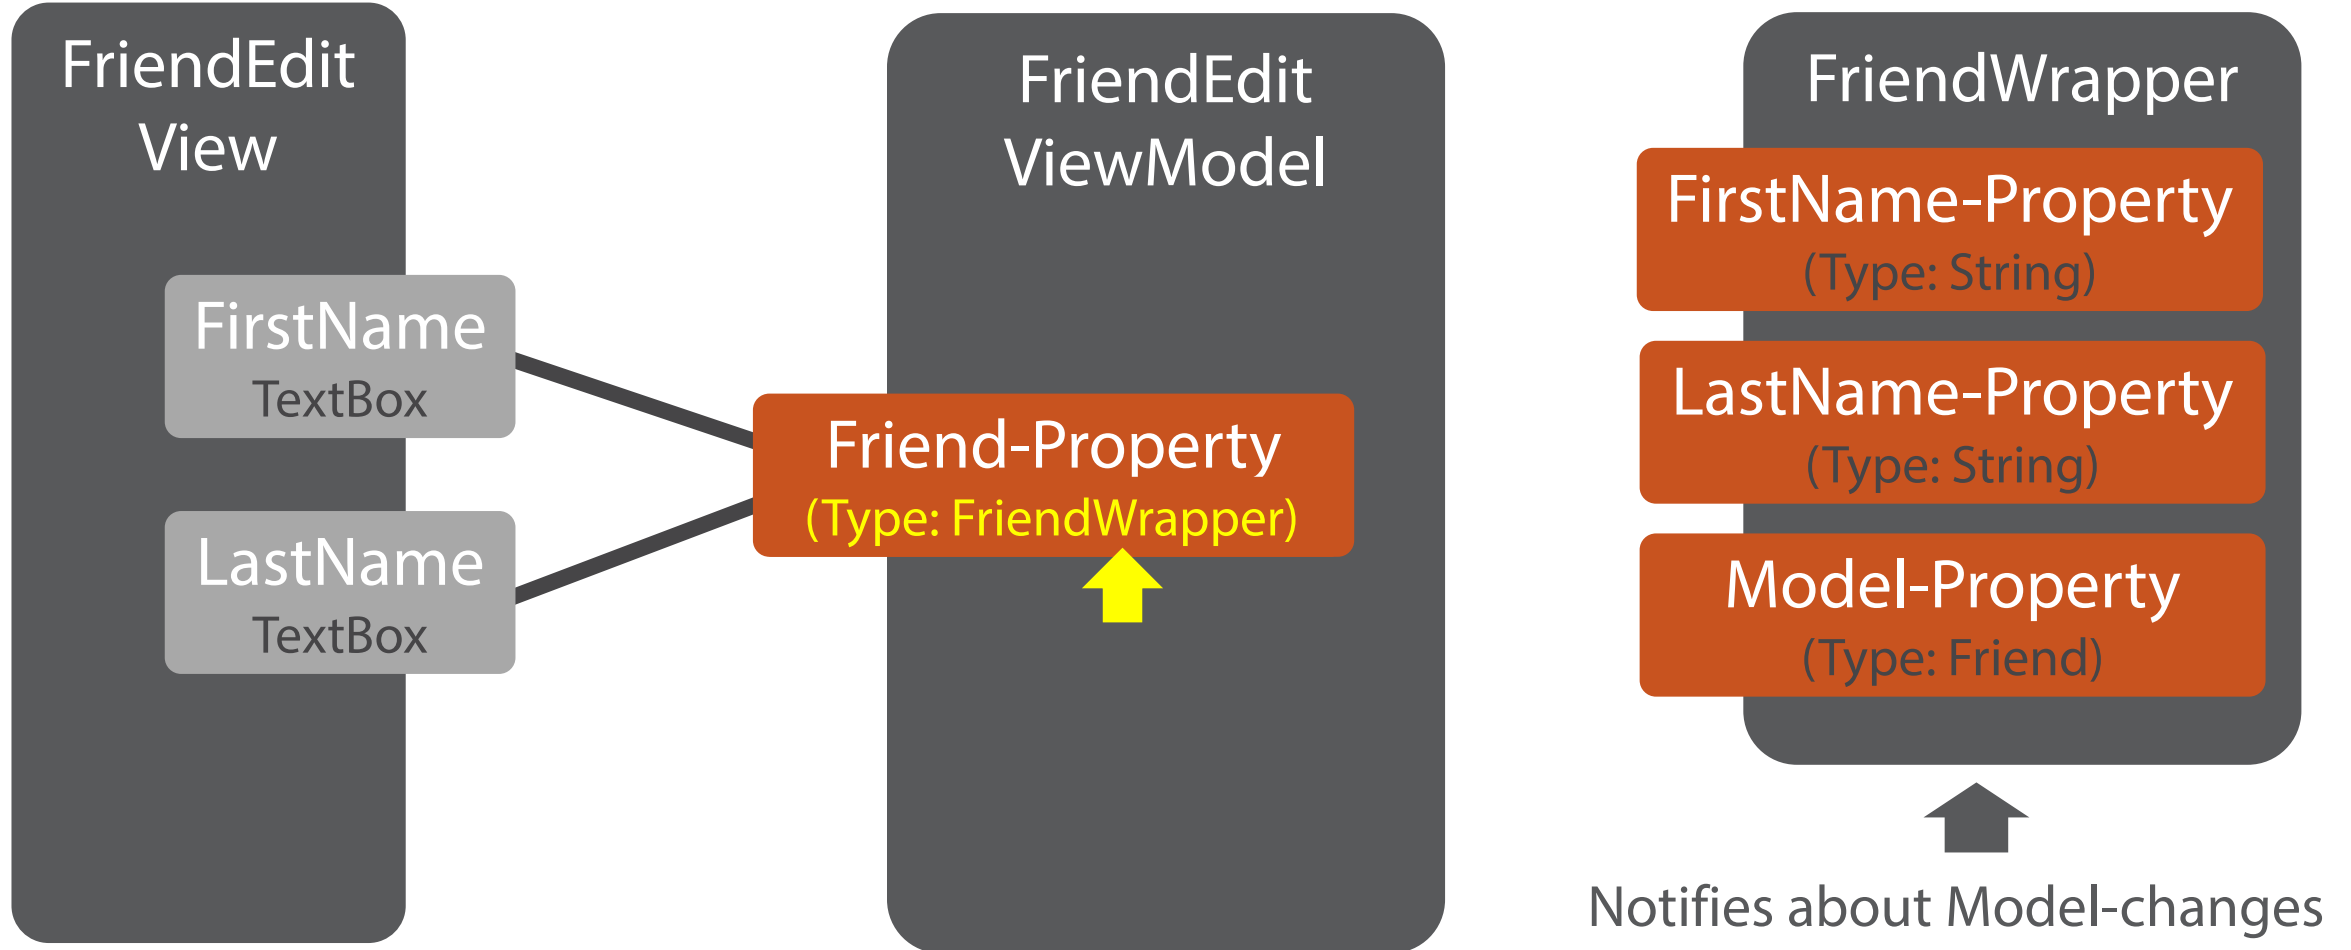 FriendEdit
View
FirstName
TextBox
LastName
TextBox
FriendEdit
ViewModel
Friend-Property
(Type: FriendWrapper)
FriendWrapper
FirstName-Property
(Type: String)
LastName-Property
(Type: String)
Model-Property
(Type: Friend)
Notifies about Model-changes